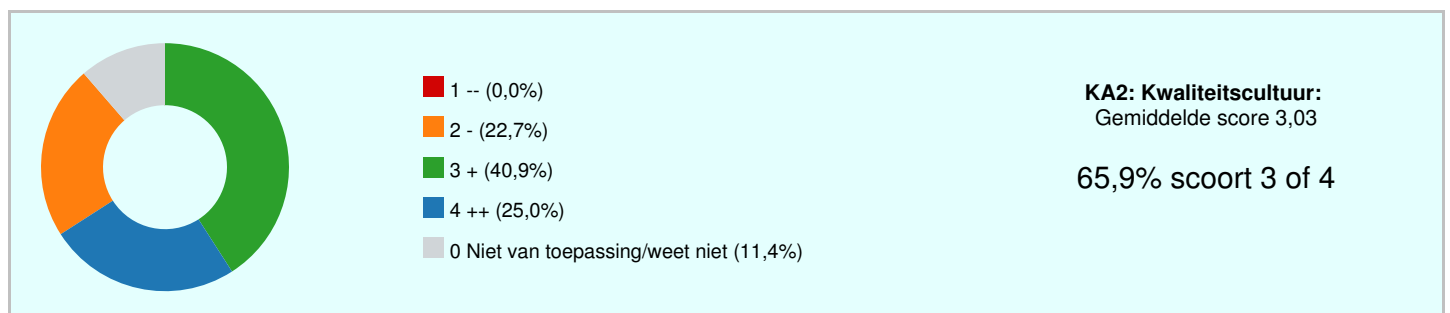 1 -- (0,0%)
2 - (22,7%)
3 + (40,9%)
4 ++ (25,0%)
0 Niet van toepassing/weet niet (11,4%)
KA2: Kwaliteitscultuur:
Gemiddelde score 3,03
65,9% scoort 3 of 4